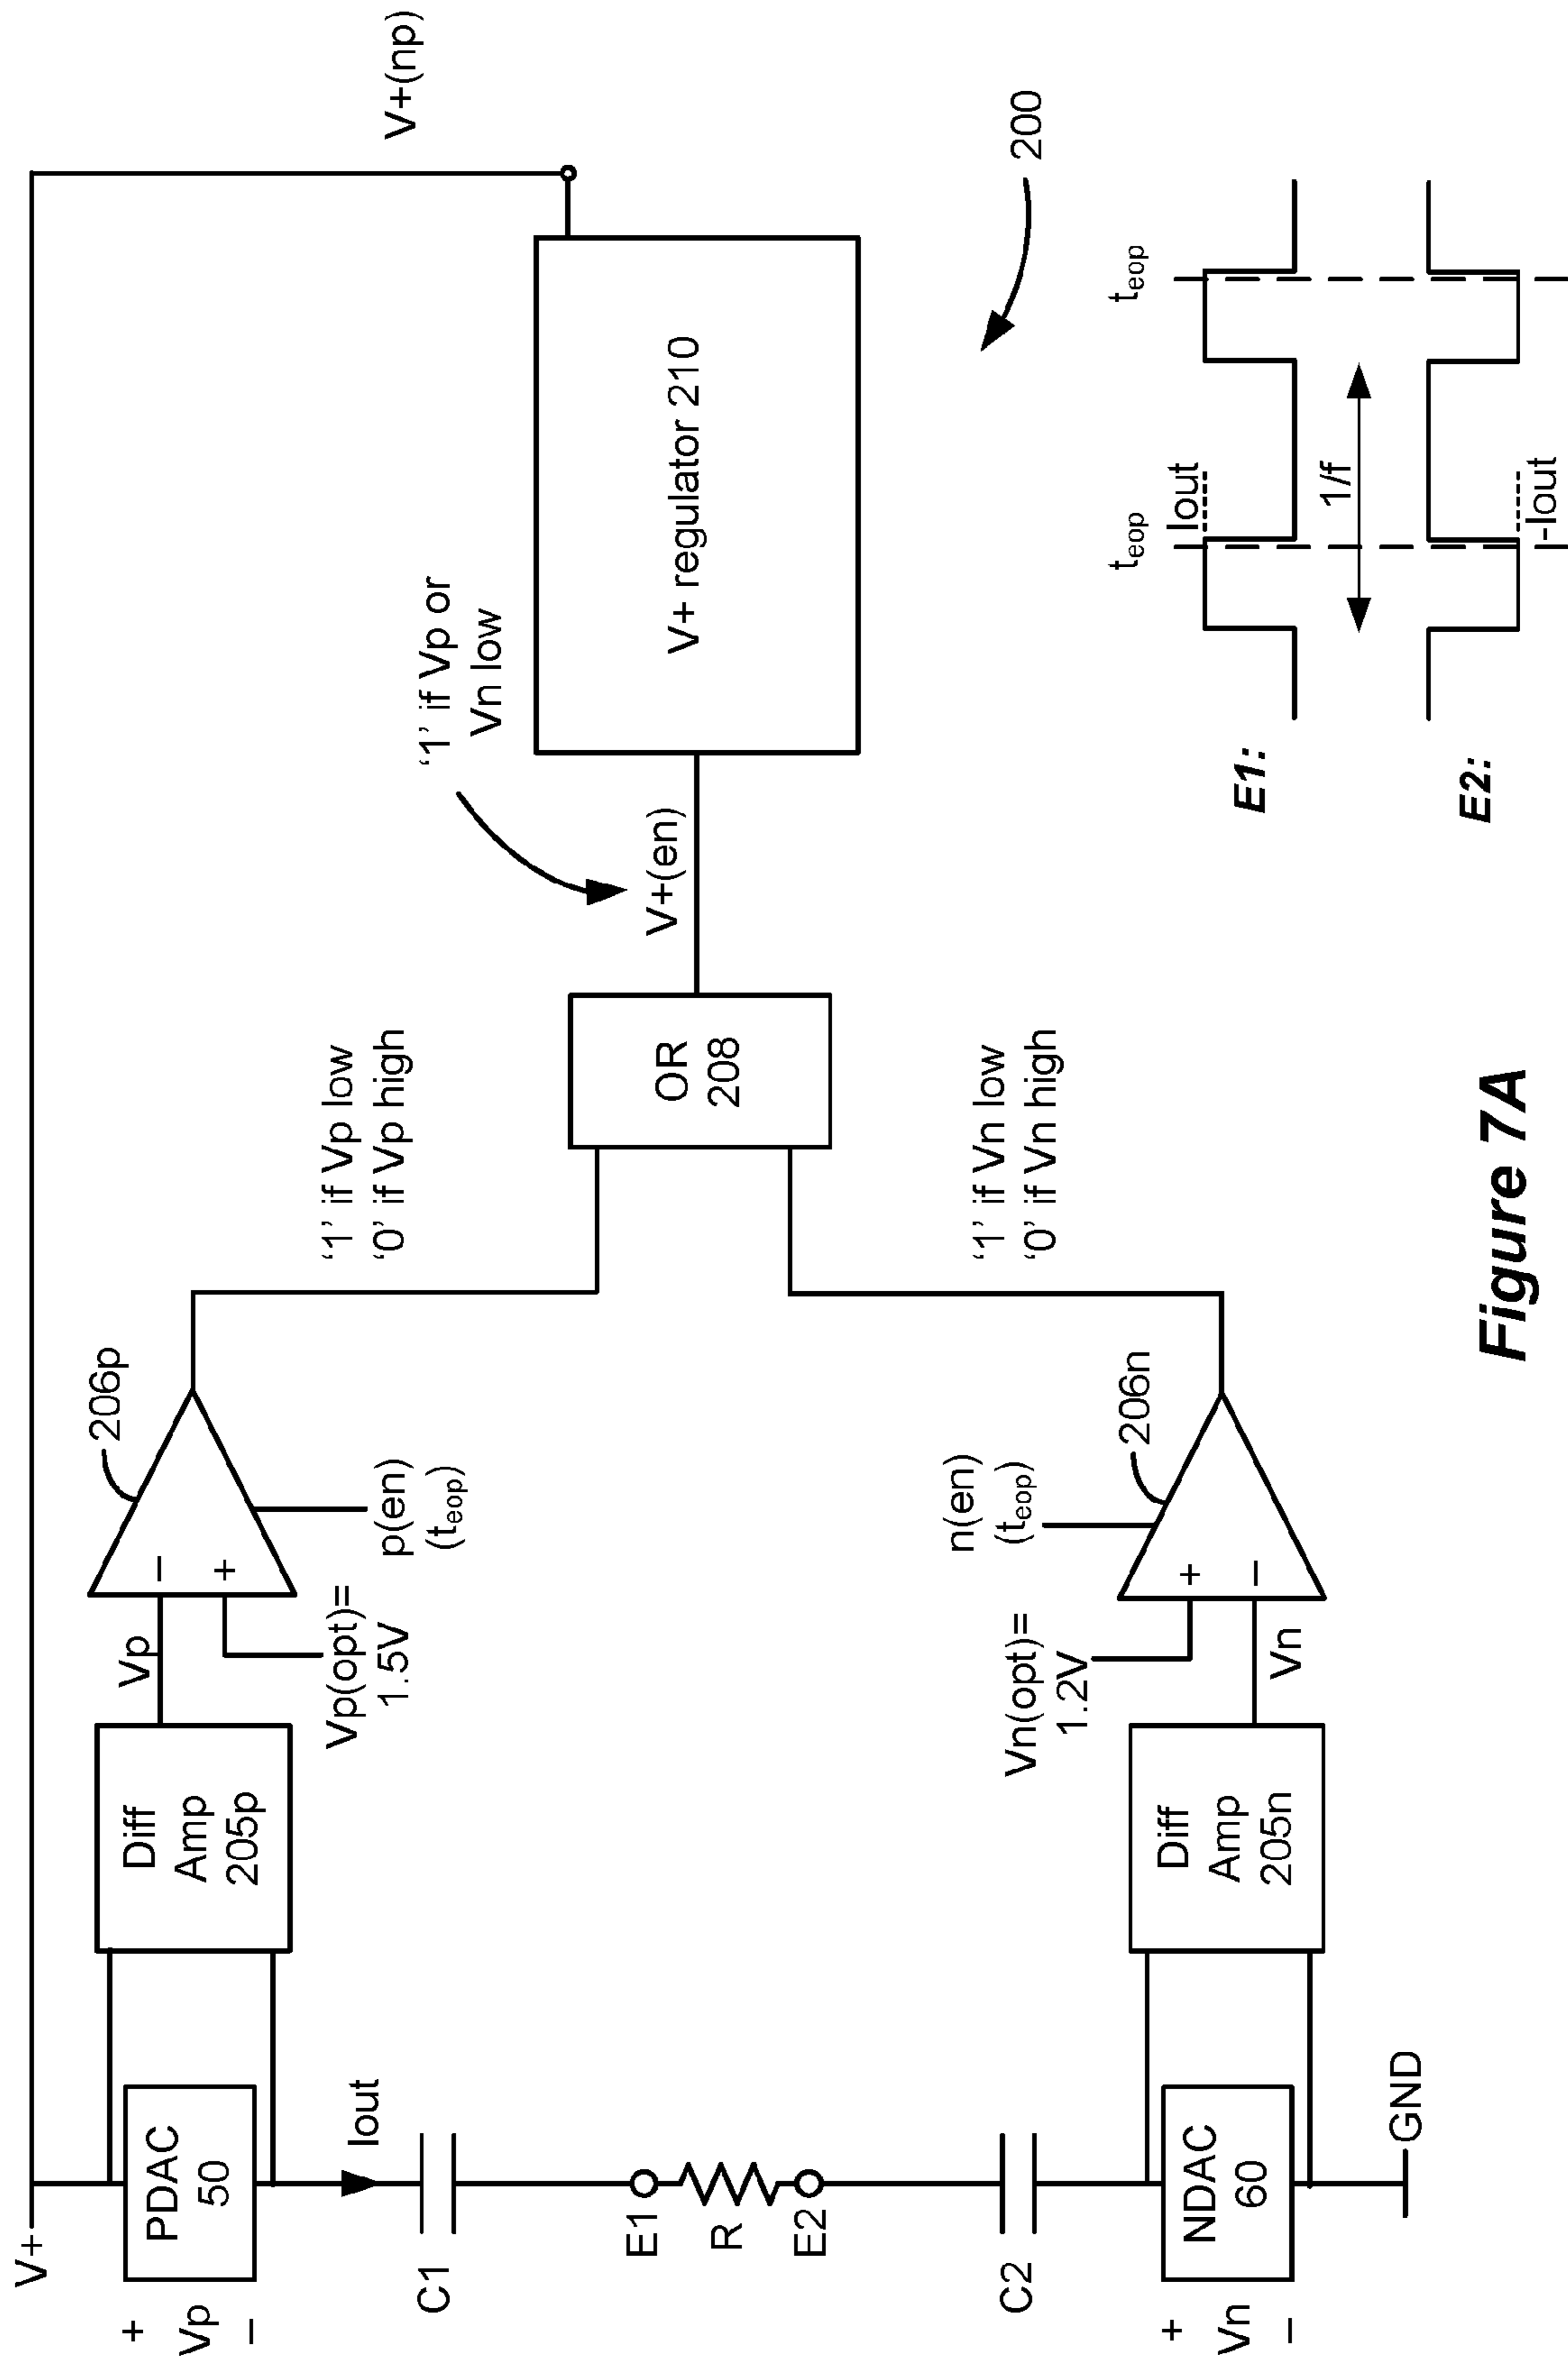 V+
+
Vp
–
PDAC
50
Diff
Amp
205p
Vp
Vp(opt)=
1.5V
–
+
206p
p(en)
(teop)
'1' if Vp low
'0' if Vp high
Iout
C1
E1
R
E2
C2
+
Vn
–
NDAC
60
GND
Diff
Amp
205n
Vn(opt)=
1.2V
Vn
+
–
n(en)
(teop)
206n
'1' if Vn low
'0' if Vn high
OR
208
V+(en)
'1' if Vp or
Vn low
V+ regulator 210
V+(np)
200
E1:
teop
Iout
teop
1/f
E2:
-Iout
Figure 7A